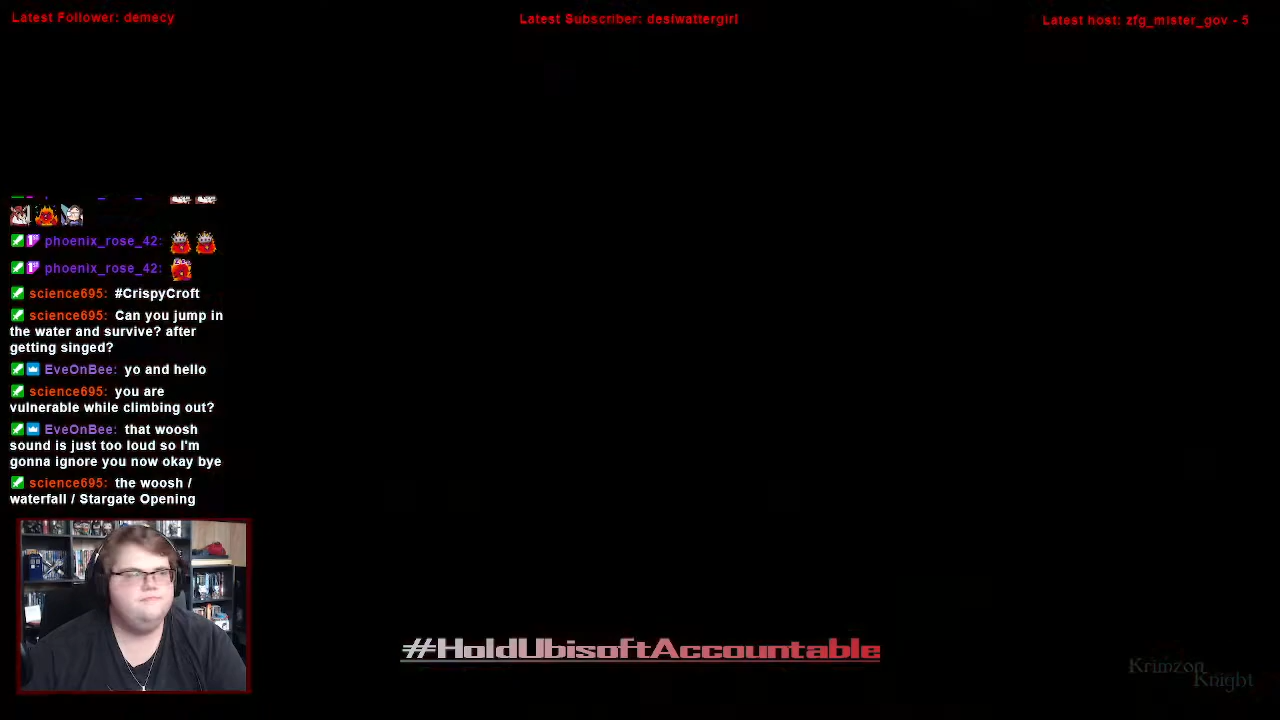 Latest Follower: demecy
Latest Subscriber: desiwattergirl
Latest host: zfg_mister_gov - 5
phoenix_rose_42:
phoenix_rose_42:
science695: #CrispyCroft
science695: Can you jump in
the water and survive? after
getting singed?
EveOnBee: yo and hello
science695: you are
vulnerable while climbing out?
EveOnBee: that woosh
sound is just too loud so I'm
gonna ignore you now okay bye
science695: the woosh /
waterfall / Stargate Opening
#HoldUbisoftAccountable
Krimzon
Knight